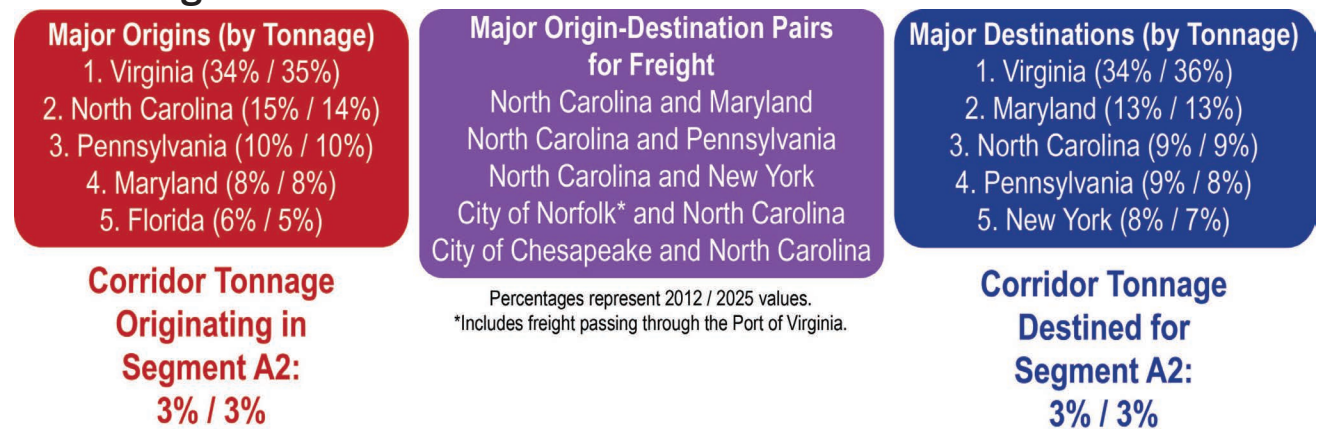 Major Origins (by Tonnage)
1. Virginia (34% / 35%)
2. North Carolina (15% / 14%)
3. Pennsylvania (10% / 10%)
4. Maryland (8% / 8%)
5. Florida (6% / 5%)
Corridor Tonnage
Originating in
Segment A2:
3% / 3%
Major Origin-Destination Pairs
for Freight
North Carolina and Maryland
North Carolina and Pennsylvania
North Carolina and New York
City of Norfolk* and North Carolina
City of Chesapeake and North Carolina
Percentages represent 2012 / 2025 values.
*Includes freight passing through the Port of Virginia.
Major Destinations (by Tonnage)
1. Virginia (34% / 36%)
2. Maryland (13% / 13%)
3. North Carolina (9% / 9%)
4. Pennsylvania (9% / 8%)
5. New York (8% / 7%)
Corridor Tonnage
Destined for
Segment A2:
3% / 3%